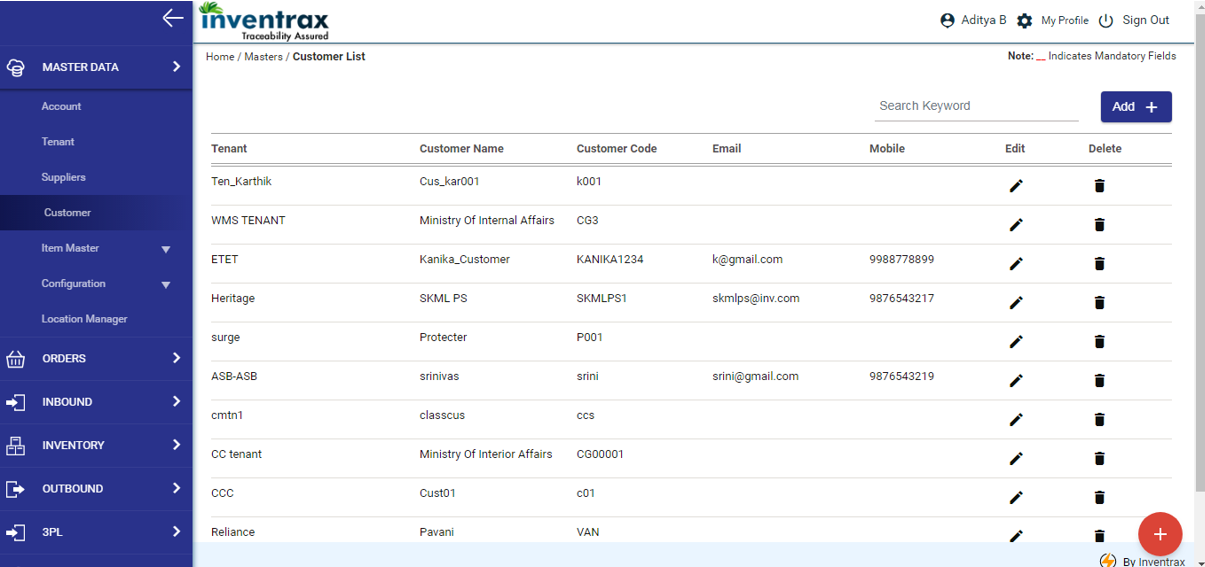 inventrax
Traceability Assured
Aditya B My Profile Sign Out
Home / Masters / Customer List
Note: __ Indicates Mandatory Fields
MASTER DATA
Account
Tenant
Suppliers
Customer
Item Master
Configuration
Location Manager
ORDERS
INBOUND
INVENTORY
OUTBOUND
3PL
Search Keyword
Add +
Tenant Customer Name Customer Code Email Mobile Edit Delete
Ten_Karthik Cus_kar001 k001
WMS TENANT Ministry Of Internal Affairs CG3
ETET Kanika_Customer KANIKA1234 k@gmail.com 9988778899
Heritage SKML PS SKMLPS1 skmlps@inv.com 9876543217
surge Protecter P001
ASB-ASB srinivas srini srini@gmail.com 9876543219
cmtn1 classcus ccs
CC tenant Ministry Of Interior Affairs CG00001
CCC Cust01 c01
Reliance Pavani VAN
+
By Inventrax